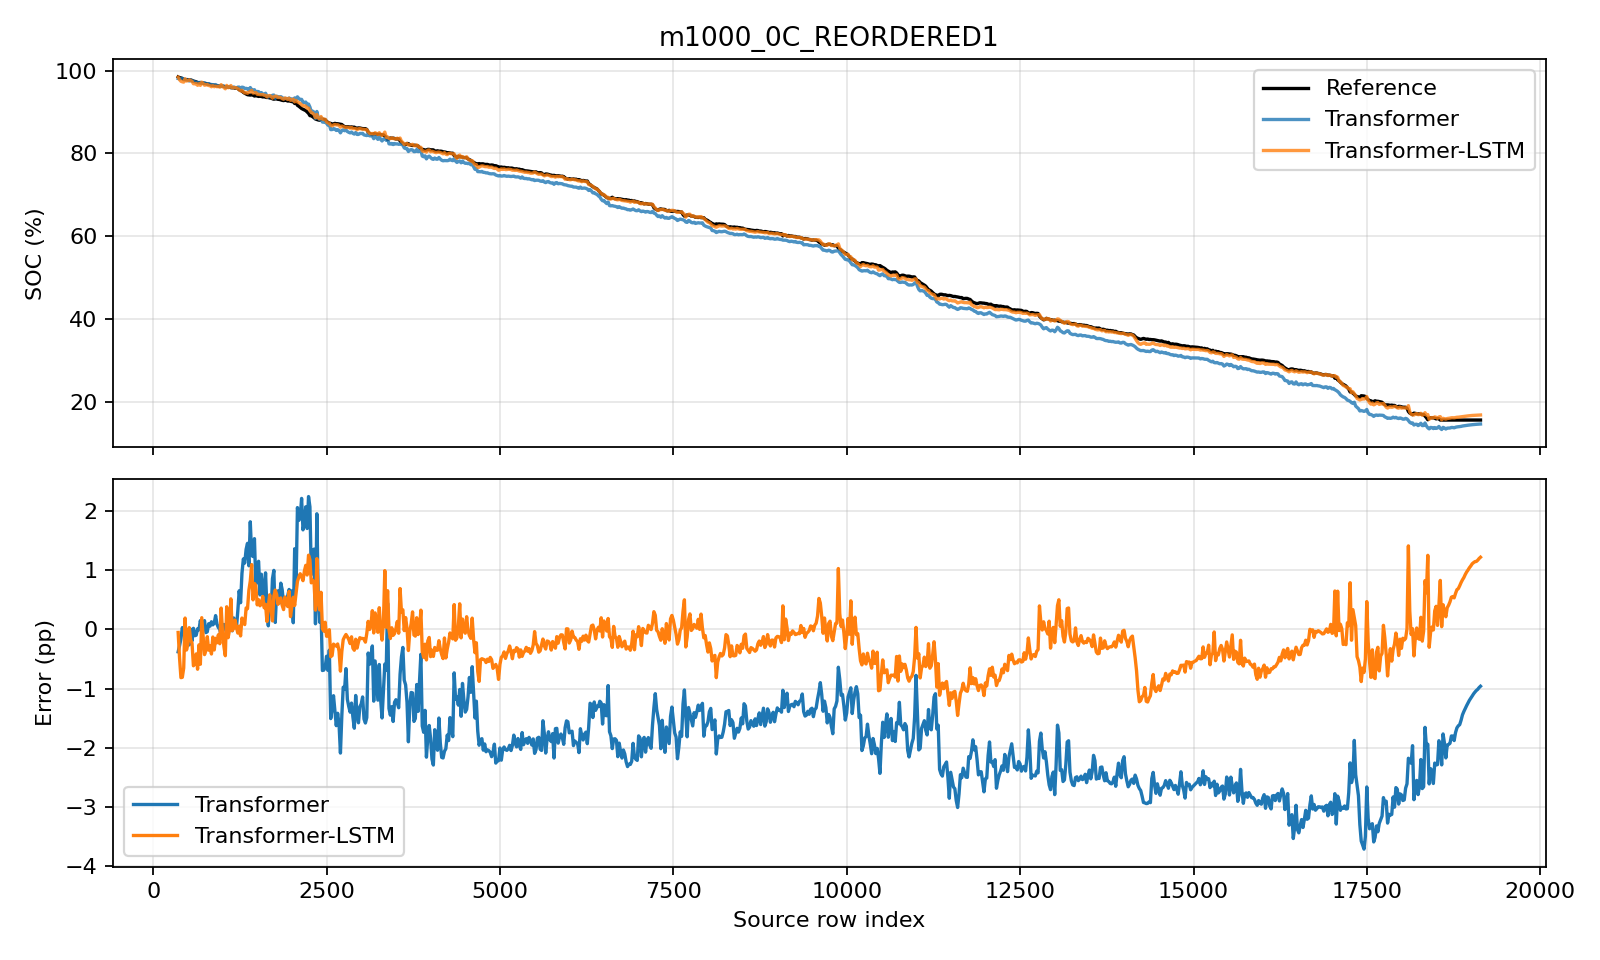 m1000_0C_REORDERED1
100
80
60
40
20
SOC (%)
Reference
Transformer
Transformer-LSTM
2
1
0
−1
−2
−3
−4
Error (pp)
Transformer
Transformer-LSTM
0
2500
5000
7500
10000
12500
15000
17500
20000
Source row index